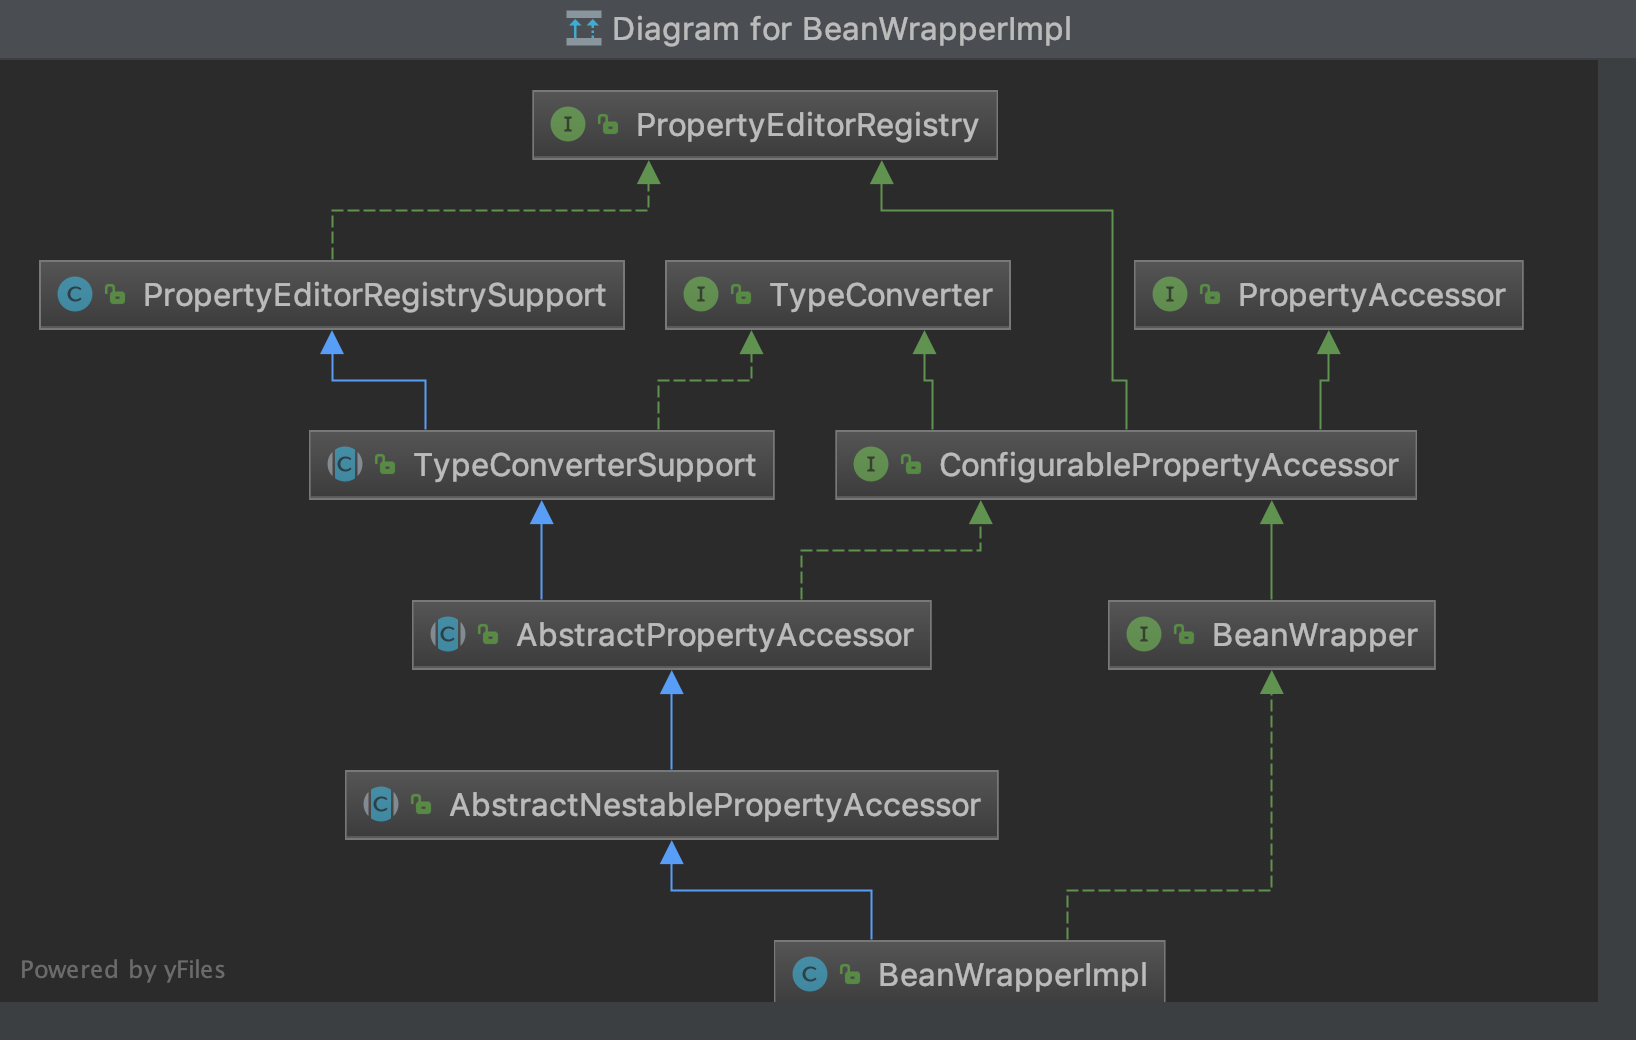 Diagram for BeanWrapperImpl
I PropertyEditorRegistry
C PropertyEditorRegistrySupport
I TypeConverter
I PropertyAccessor
C TypeConverterSupport
I ConfigurablePropertyAccessor
C AbstractPropertyAccessor
I BeanWrapper
C AbstractNestablePropertyAccessor
C BeanWrapperImpl
Powered by yFiles